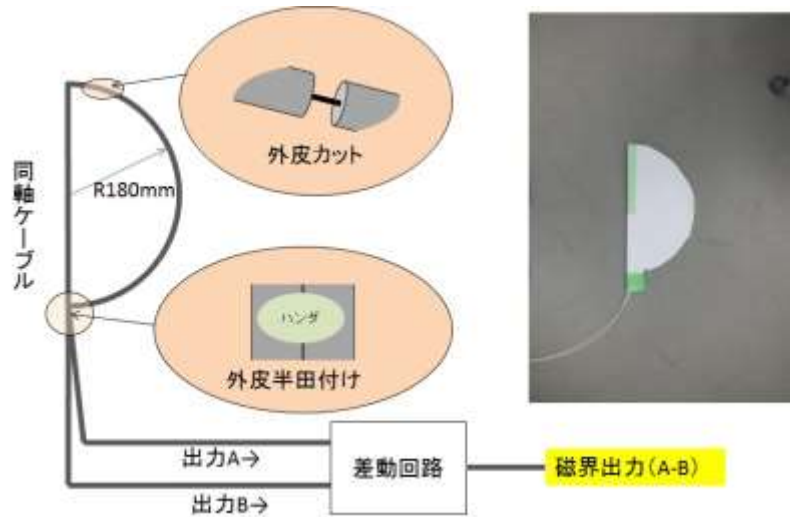 外皮カット
同軸ケーブル
R180mm
ハンダ
外皮半田付け
出力A→
出力B→
差動回路
磁界出力(A-B)